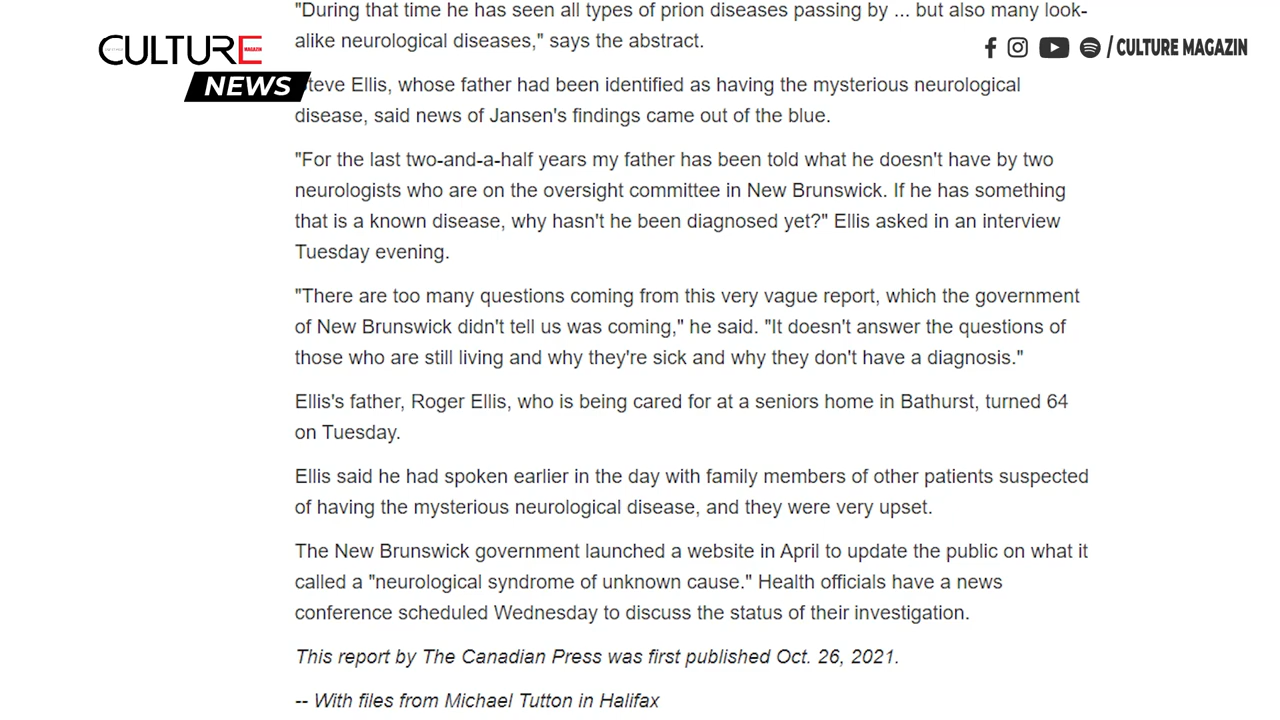 "During that time he has seen all types of prion diseases passing by ... but also many look-
alike neurological diseases," says the abstract.
CULTURE
MAGAZIN
NEWS
/ CULTURE MAGAZIN
teve Ellis, whose father had been identified as having the mysterious neurological
disease, said news of Jansen's findings came out of the blue.
"For the last two-and-a-half years my father has been told what he doesn't have by two
neurologists who are on the oversight committee in New Brunswick. If he has something
that is a known disease, why hasn't he been diagnosed yet?" Ellis asked in an interview
Tuesday evening.
"There are too many questions coming from this very vague report, which the government
of New Brunswick didn't tell us was coming," he said. "It doesn't answer the questions of
those who are still living and why they're sick and why they don't have a diagnosis."
Ellis's father, Roger Ellis, who is being cared for at a seniors home in Bathurst, turned 64
on Tuesday.
Ellis said he had spoken earlier in the day with family members of other patients suspected
of having the mysterious neurological disease, and they were very upset.
The New Brunswick government launched a website in April to update the public on what it
called a "neurological syndrome of unknown cause." Health officials have a news
conference scheduled Wednesday to discuss the status of their investigation.
This report by The Canadian Press was first published Oct. 26, 2021.
-- With files from Michael Tutton in Halifax